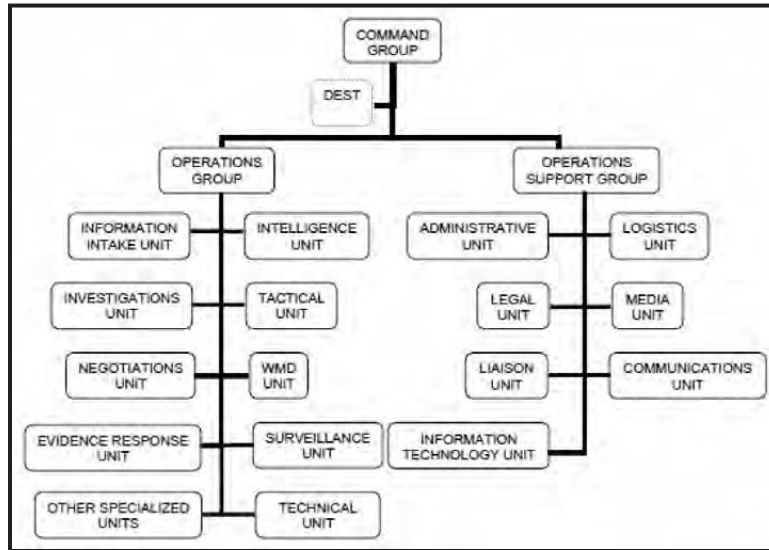 COMMAND
GROUP
DEST
OPERATIONS
GROUP
OPERATIONS
SUPPORT GROUP
INFORMATION
INTAKE UNIT
INTELLIGENCE
UNIT
ADMINISTRATIVE
UNIT
LOGISTICS
UNIT
INVESTIGATIONS
UNIT
TACTICAL
UNIT
LEGAL
UNIT
MEDIA
UNIT
NEGOTIATIONS
UNIT
WMD
UNIT
LIAISON
UNIT
COMMUNICATIONS
UNIT
EVIDENCE RESPONSE
UNIT
SURVEILLANCE
UNIT
INFORMATION
TECHNOLOGY UNIT
OTHER SPECIALIZED
UNITS
TECHNICAL
UNIT